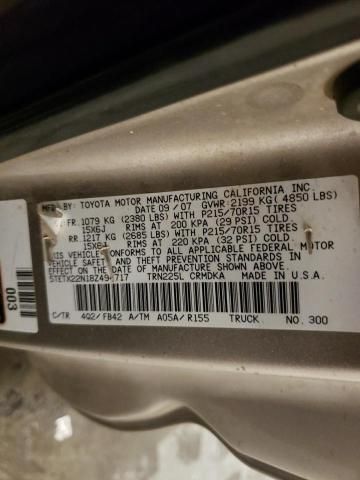 MFD. BY: TOYOTA MOTOR MANUFACTURING CALIFORNIA INC.
DATE 09 / 07 GVWR: 2199 KG ( 4850 LBS)
FR. 1079 KG (2380 LBS) WITH P215/70R15 TIRES
15X6J RIMS AT 200 KPA (29 PSI) COLD.
RR. 1217 KG (2685 LBS) WITH P215/70R15 TIRES
15X6J RIMS AT 220 KPA (32 PSI) COLD.
THIS VEHICLE CONFORMS TO ALL APPLICABLE FEDERAL MOTOR
VEHICLE SAFETY AND THEFT PREVENTION STANDARDS IN
EFFECT ON THE DATE OF MANUFACTURE SHOWN ABOVE.
TRN225L CRMDKA MADE IN U.S.A.
C/TR 4Q2/ FB42 A/TM A05A/ R155 TRUCK NO. 300
003